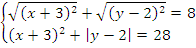 √(x + 3)² + √(y − 2)² = 8
(x + 3)² + |y − 2| = 28